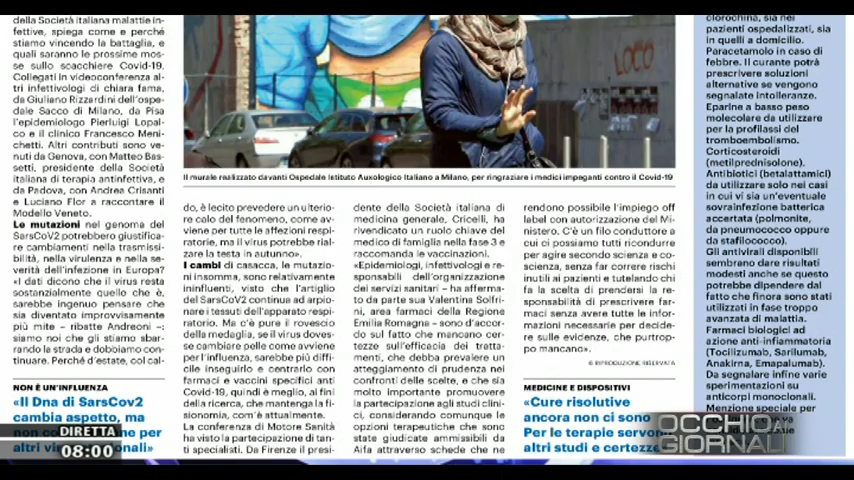 della Società italiana malattie in-
fettive, spiega come e perché
stiamo vincendo la battaglia, e
quali saranno le prossime mos-
se sullo scacchiere Covid-19.
Collegati in videoconferenza al-
tri infettivologi di chiara fama,
da Giuliano Rizzardini dell'ospe-
dale Sacco di Milano, da Pisa
l'epidemiologo Pierluigi Lopal-
co e il clinico Francesco Meni-
chetti. Altri contributi sono ve-
nuti da Genova, con Matteo Bas-
setti, presidente della Società
italiana di terapia antinfettiva, e
da Padova, con Andrea Crisanti
e Luciano Flor a raccontare il
Modello Veneto.
Le mutazioni nel genoma del
SarsCoV2 potrebbero giustifica-
re cambiamenti nella trasmissi-
bilità, nella virulenza e nella se-
verità dell'infezione in Europa?
«I dati dicono che il virus resta
sostanzialmente quello che è,
sarebbe ingenuo pensare che
sia diventato improvvisamente
più mite – ribatte Andreoni –:
siamo noi che gli stiamo sbar-
rando la strada e dobbiamo con-
tinuare. Perché d'estate, col cal-
LOCO
Il murale realizzato davanti Ospedale Istituto Auxologico Italiano a Milano, per ringraziare i medici impegnati contro il Covid-19
do, è lecito prevedere un ulterio-
re calo del fenomeno, come av-
viene per tutte le affezioni respi-
ratorie, ma il virus potrebbe rial-
zare la testa in autunno».
I cambi di casacca, le mutazio-
ni insomma, sono relativamente
ininfluenti, visto che l'artiglio
del SarsCoV2 continua ad arpio-
nare i tessuti dell'apparato respi-
ratorio. Ma c'è pure il rovescio
della medaglia, se il virus doves-
se cambiare pelle come avviene
per l'influenza, sarebbe più diffi-
cile inseguirlo e centrarlo con
farmaci e vaccini specifici anti
Covid-19, quindi è meglio, ai fini
della ricerca, che mantenga la fi-
sionomia, com'è attualmente.
La conferenza di Motore Sanità
ha visto la partecipazione di tan-
ti specialisti. Da Firenze il presi-
dente della Società italiana di
medicina generale, Cricelli, ha
rivendicato un ruolo chiave del
medico di famiglia nella fase 3 e
raccomanda le vaccinazioni.
«Epidemiologi, infettivologi e re-
sponsabili dell'organizzazione
dei servizi sanitari – ha afferma-
to da parte sua Valentina Solfri-
ni, area farmaci della Regione
Emilia Romagna – sono d'accor-
do sul fatto che mancano cer-
tezze sull'efficacia dei tratta-
menti, che debba prevalere un
atteggiamento di prudenza nei
confronti delle scelte, e che sia
molto importante promuovere
la partecipazione agli studi clini-
ci, considerando comunque le
opzioni terapeutiche che sono
state giudicate ammissibili da
Aifa attraverso schede che ne
rendono possibile l'impiego off
label con autorizzazione del Mi-
nistero. C'è un filo conduttore a
cui ci possiamo tutti ricondurre
per agire secondo scienza e co-
scienza, senza far correre rischi
inutili ai pazienti e tutelando chi
fa la scelta di prendersi la re-
sponsabilità di prescrivere far-
maci senza avere tutte le infor-
mazioni necessarie per decide-
re sulle evidenze, che purtrop-
po mancano».
© RIPRODUZIONE RISERVATA
clorochina, sia nei
pazienti ospedalizzati, sia
in quelli a domicilio.
Paracetamolo in caso di
febbre. Il curante potrà
prescrivere soluzioni
alternative se vengono
segnalate intolleranze.
Eparine a basso peso
molecolare da utilizzare
per la profilassi del
tromboembolismo.
Corticosteroidi
(metilprednisolone).
Antibiotici (betalattamici)
da utilizzare solo nei casi
in cui vi sia un'eventuale
sovrainfezione batterica
accertata (polmonite,
da pneumococco oppure
da stafilococco).
Gli antivirali disponibili
sembrano dare risultati
modesti anche se questo
potrebbe dipendere dal
fatto che finora sono stati
utilizzati in fase troppo
avanzata di malattia.
Farmaci biologici ad
azione anti-infiammatoria
(Tocilizumab, Sarilumab,
Anakinra, Emapalumab).
Da segnalare infine varie
sperimentazioni su
anticorpi monoclonali.
Menzione speciale per
NON È UN'INFLUENZA
«Il Dna di SarsCov2
cambia aspetto, ma
non per
altri
MEDICINE E DISPOSITIVI
«Cure risolutive
ancora non ci sono
Per le terapie servono
altri studi e certezze
DIRETTA
08:00
OCCHIO AI
GIORNALI